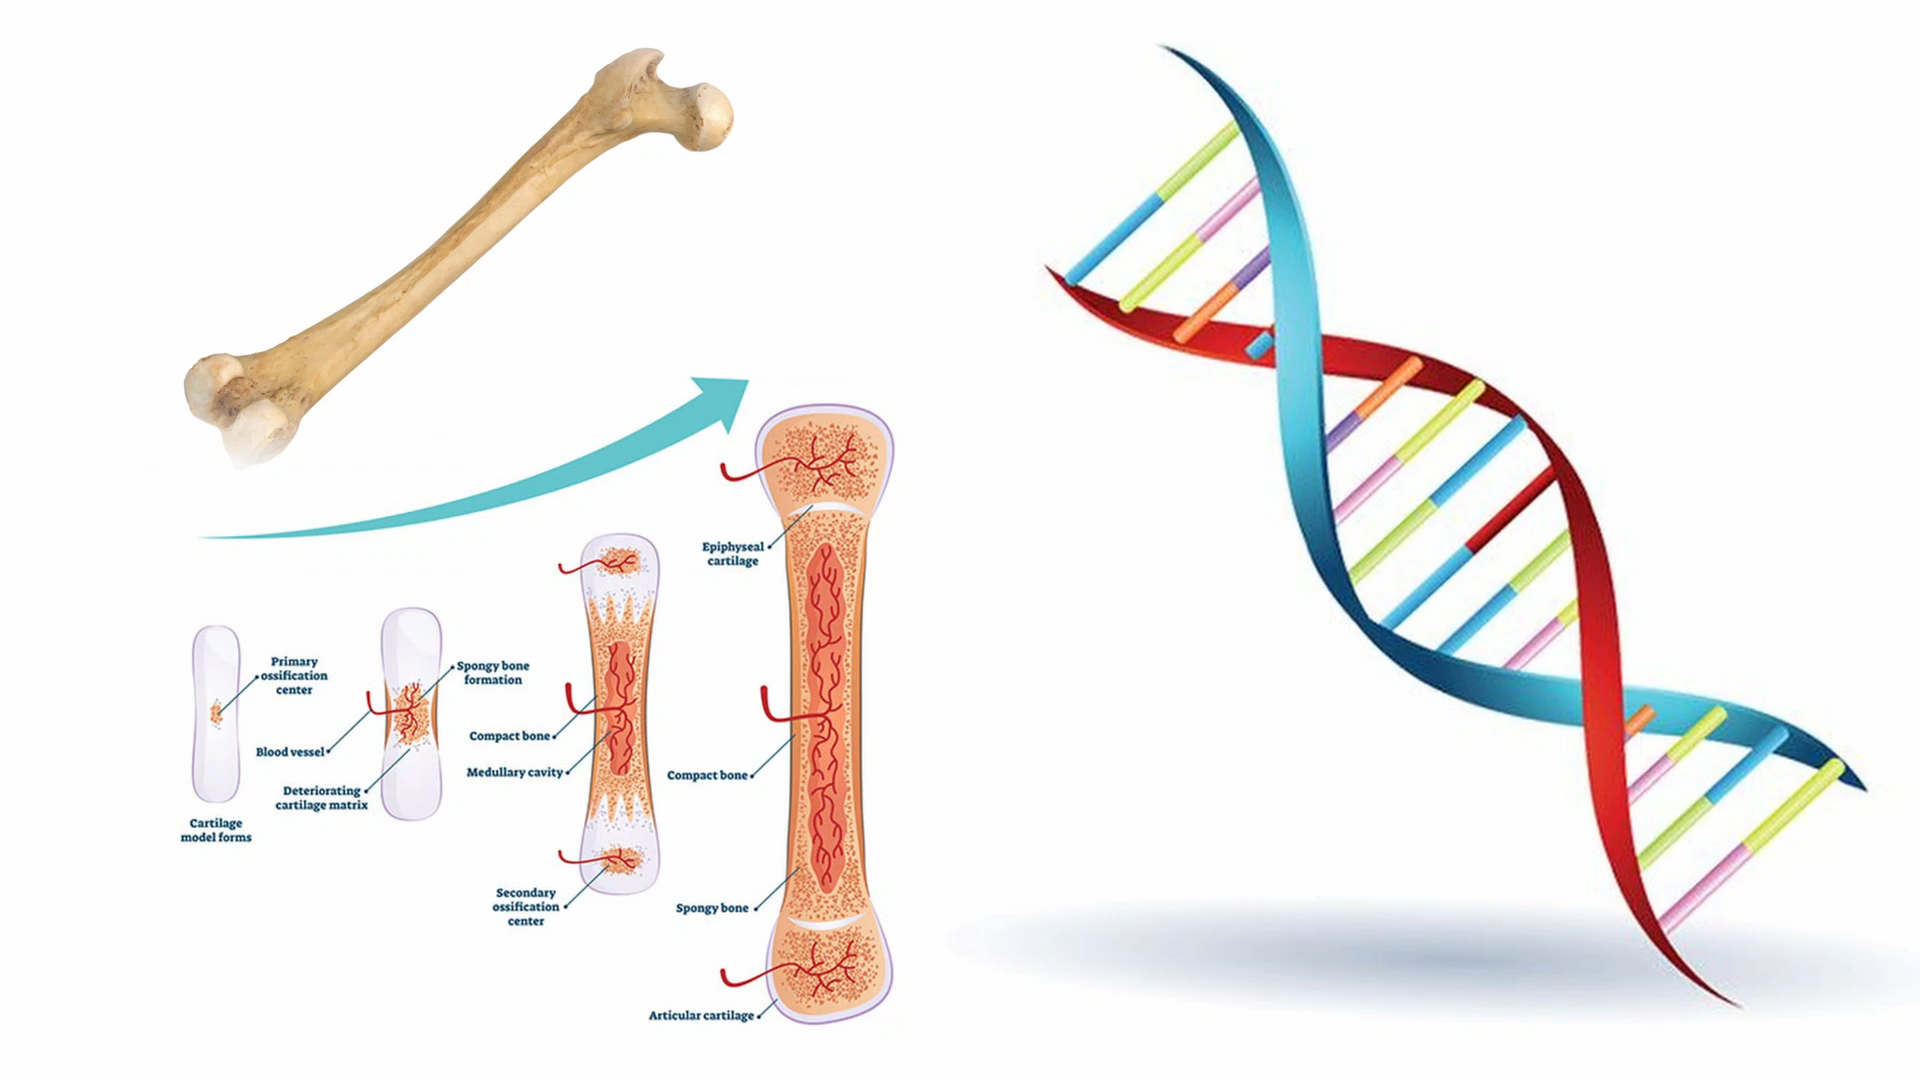 Primary
ossification
center
Blood vessel
Deteriorating
cartilage matrix
Cartilage
model forms
Spongy bone
formation
Compact bone
Medullary cavity
Secondary
ossification
center
Epiphyseal
cartilage
Compact bone
Spongy bone
Articular cartilage